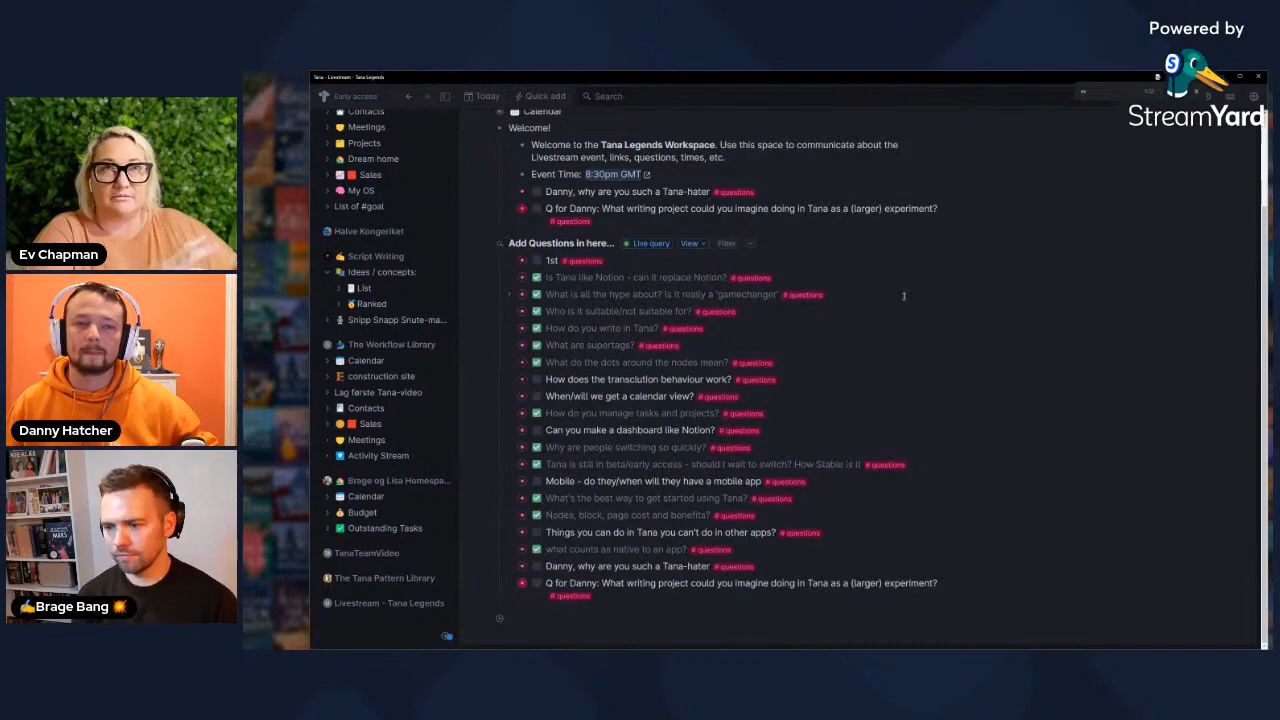 Powered by
StreamYard
Tana - Livestream - Tana Legends
Early access
Today
Quick add
Search
Contacts
Meetings
Projects
Dream home
Sales
My OS
List of #goal
Halve Kongeriket
Script Writing
Ideas / concepts:
List
Ranked
Snipp Snapp Snute-ma...
The Workflow Library
Calendar
construction site
Lag første Tana-video
Contacts
Sales
Meetings
Activity Stream
Brage og Lisa Homespa...
Calendar
Budget
Outstanding Tasks
TanaTeamVideo
The Tana Pattern Library
Livestream - Tana Legends
Calendar
Welcome!
Welcome to the Tana Legends Workspace. Use this space to communicate about the
Livestream event, links, questions, times, etc.
Event Time: 8:30pm GMT
Danny, why are you such a Tana-hater # questions
Q for Danny: What writing project could you imagine doing in Tana as a (larger) experiment?
# questions
Add Questions in here... Live query View Filter
1st # questions
Is Tana like Notion - can it replace Notion? # questions
What is all the hype about? Is it really a 'gamechanger' # questions
Who is it suitable/not suitable for? # questions
How do you write in Tana? # questions
What are supertags? # questions
What do the dots around the nodes mean? # questions
How does the transclution behaviour work? # questions
When/will we get a calendar view? # questions
How do you manage tasks and projects? # questions
Can you make a dashboard like Notion? # questions
Why are people switching so quickly? # questions
Tana is still in beta/early access - should I wait to switch? How Stable is it # questions
Mobile - do they/when will they have a mobile app # questions
What's the best way to get started using Tana? # questions
Nodes, block, page cost and benefits? # questions
Things you can do in Tana you can't do in other apps? # questions
what counts as native to an app? # questions
Danny, why are you such a Tana-hater # questions
Q for Danny: What writing project could you imagine doing in Tana as a (larger) experiment?
# questions
Ev Chapman
Danny Hatcher
✍️Brage Bang 💥